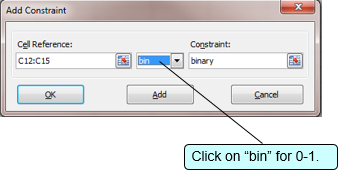 Add Constraint
x
Cell Reference:
Constraint:
C12:C15
bin
binary
OK
Add
Cancel
Click on “bin” for 0-1.